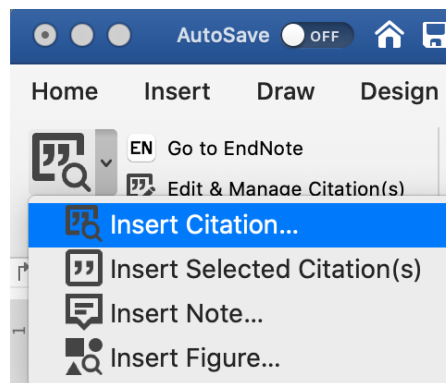 AutoSave OFF
Home Insert Draw Design
EN Go to EndNote
Edit & Manage Citation(s)
Insert Citation...
Insert Selected Citation(s)
Insert Note...
Insert Figure...
1